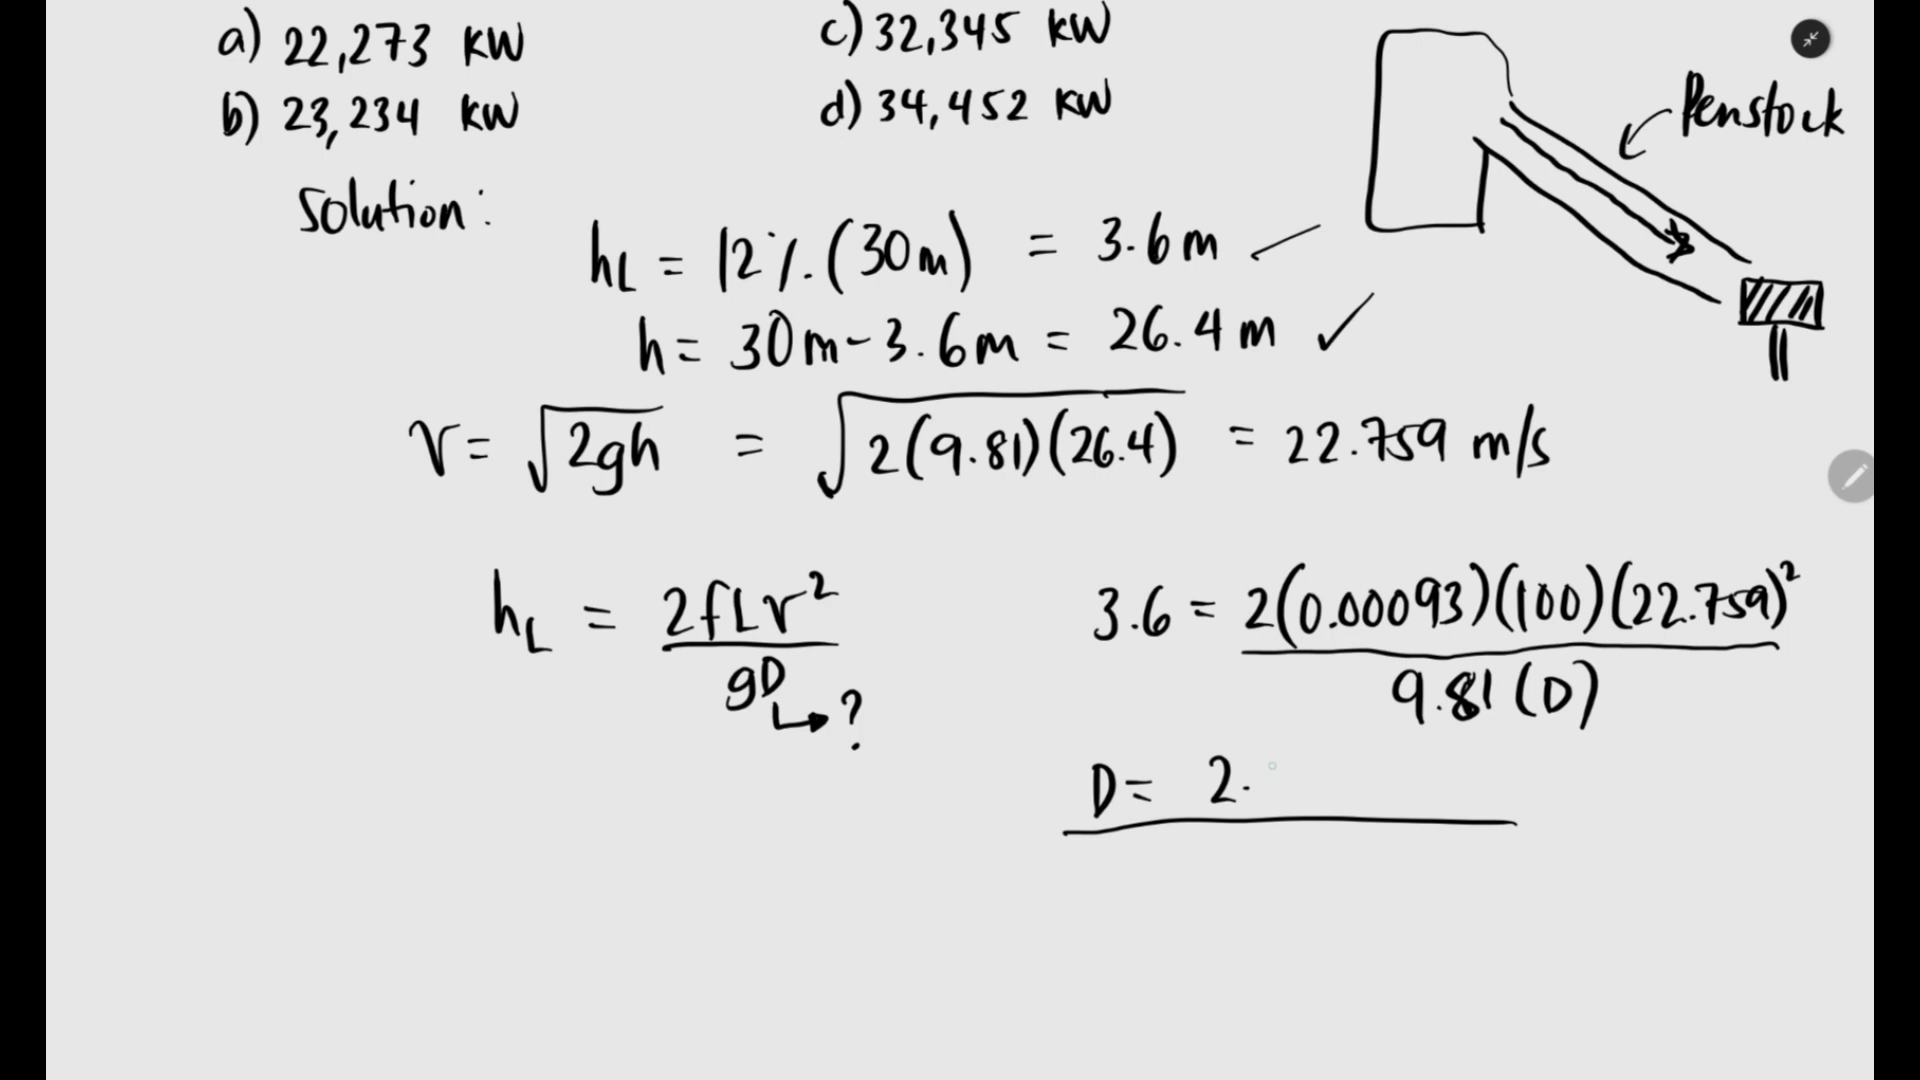 a) 22,273 KW
b) 23,234 KW
c) 32,345 KW
d) 34,452 KW
Penstock
Solution:
hL = 12%(30m) = 3.6m
h = 30m - 3.6m = 26.4m ✓
V = √2gh = √2(9.81)(26.4) = 22.759 m/s
hL = 2fLV² / gD
↳ ?
3.6 = 2(0.00093)(100)(22.759)² / 9.81(D)
D = 2.